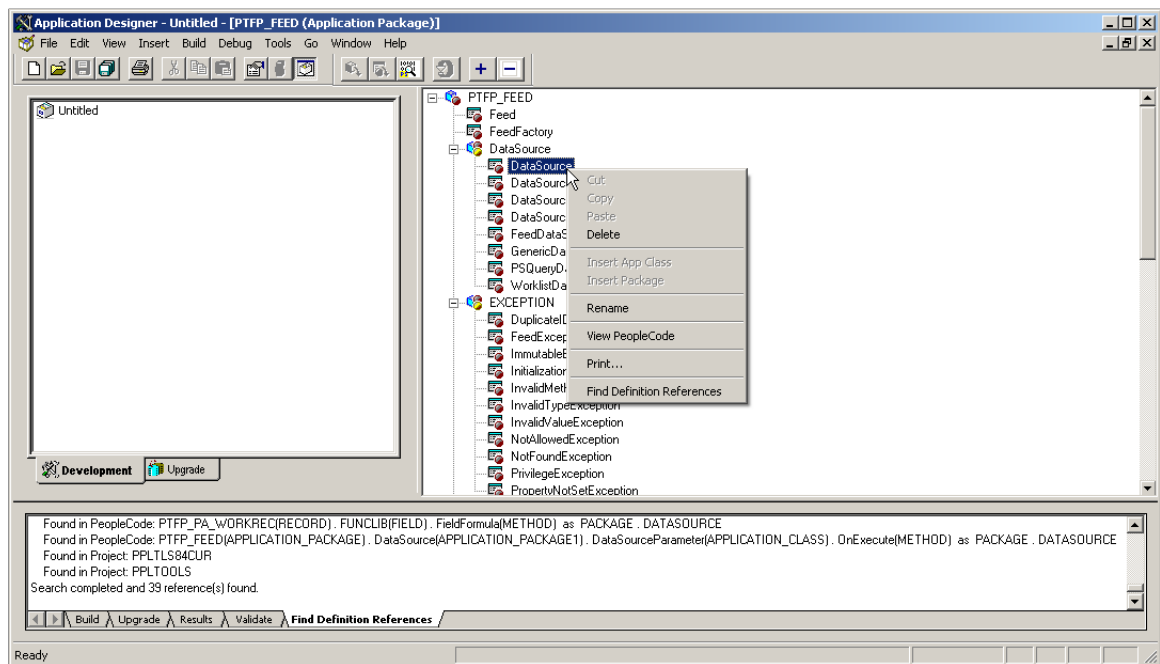 Application Designer - Untitled - [PTFP_FEED (Application Package)]
File Edit View Insert Build Debug Tools Go Window Help
Untitled
Development
Upgrade
PTFP_FEED
Feed
FeedFactory
DataSource
DataSource
DataSourc
DataSourc
DataSourc
FeedDataS
GenericDa
PSQueryD
WorklistDa
EXCEPTION
DuplicateI
FeedExcep
ImmutableE
Initialization
InvalidMeth
InvalidTypeException
InvalidValueException
NotAllowedException
NotFoundException
PrivilegeException
PropertyNotSetException
Cut
Copy
Paste
Delete
Insert App Class
Insert Package
Rename
View PeopleCode
Print...
Find Definition References
Found in PeopleCode: PTFP_PA_WORKREC(RECORD) . FUNCLIB(FIELD) . FieldFormula(METHOD) as PACKAGE . DATASOURCE
Found in PeopleCode: PTFP_FEED(APPLICATION_PACKAGE) . DataSource(APPLICATION_PACKAGE1) . DataSourceParameter(APPLICATION_CLASS) . OnExecute(METHOD) as PACKAGE . DATASOURCE
Found in Project: PPLTLS84CUR
Found in Project: PPLTOOLS
Search completed and 39 reference(s) found.
Build Upgrade Results Validate Find Definition References
Ready